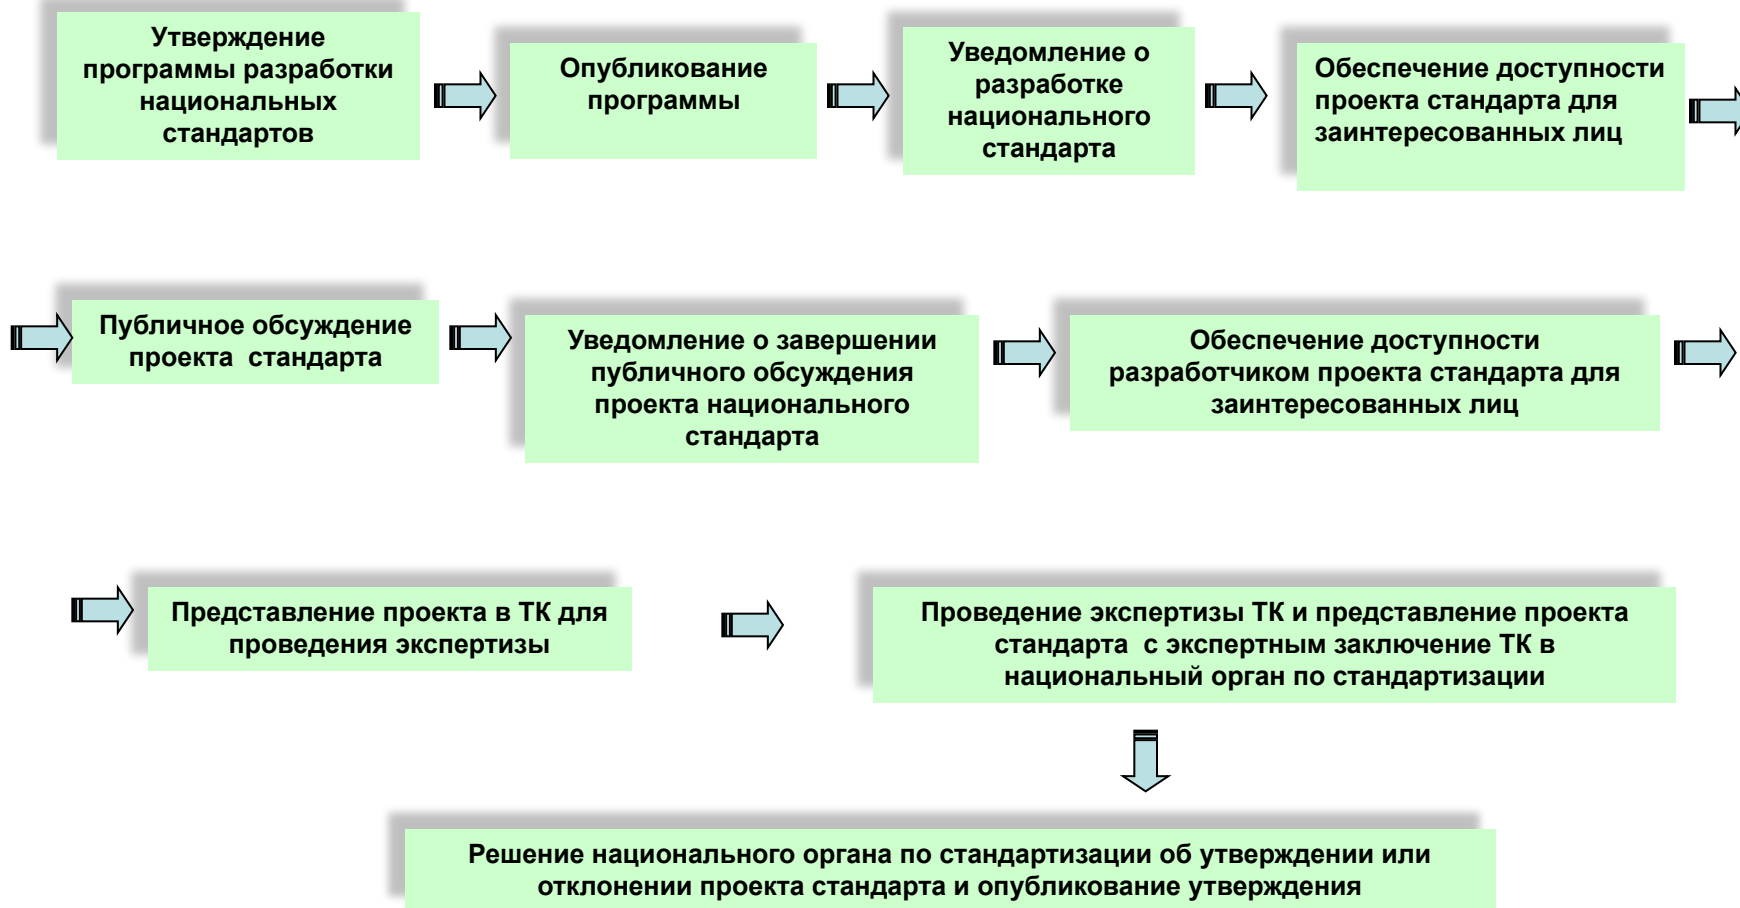 Утверждение
программы разработки
национальных
стандартов
Опубликование
программы
Уведомление о
разработке
национального
стандарта
Обеспечение доступности
проекта стандарта для
заинтересованных лиц
Публичное обсуждение
проекта  стандарта
Уведомление о завершении
публичного обсуждения
проекта национального
стандарта
Обеспечение доступности
разработчиком проекта стандарта для
заинтересованных лиц
Представление проекта в ТК для
проведения экспертизы
Проведение экспертизы ТК и представление проекта
стандарта  с экспертным заключение ТК в
национальный орган по стандартизации
Решение национального органа по стандартизации об утверждении или
отклонении проекта стандарта и опубликование утверждения